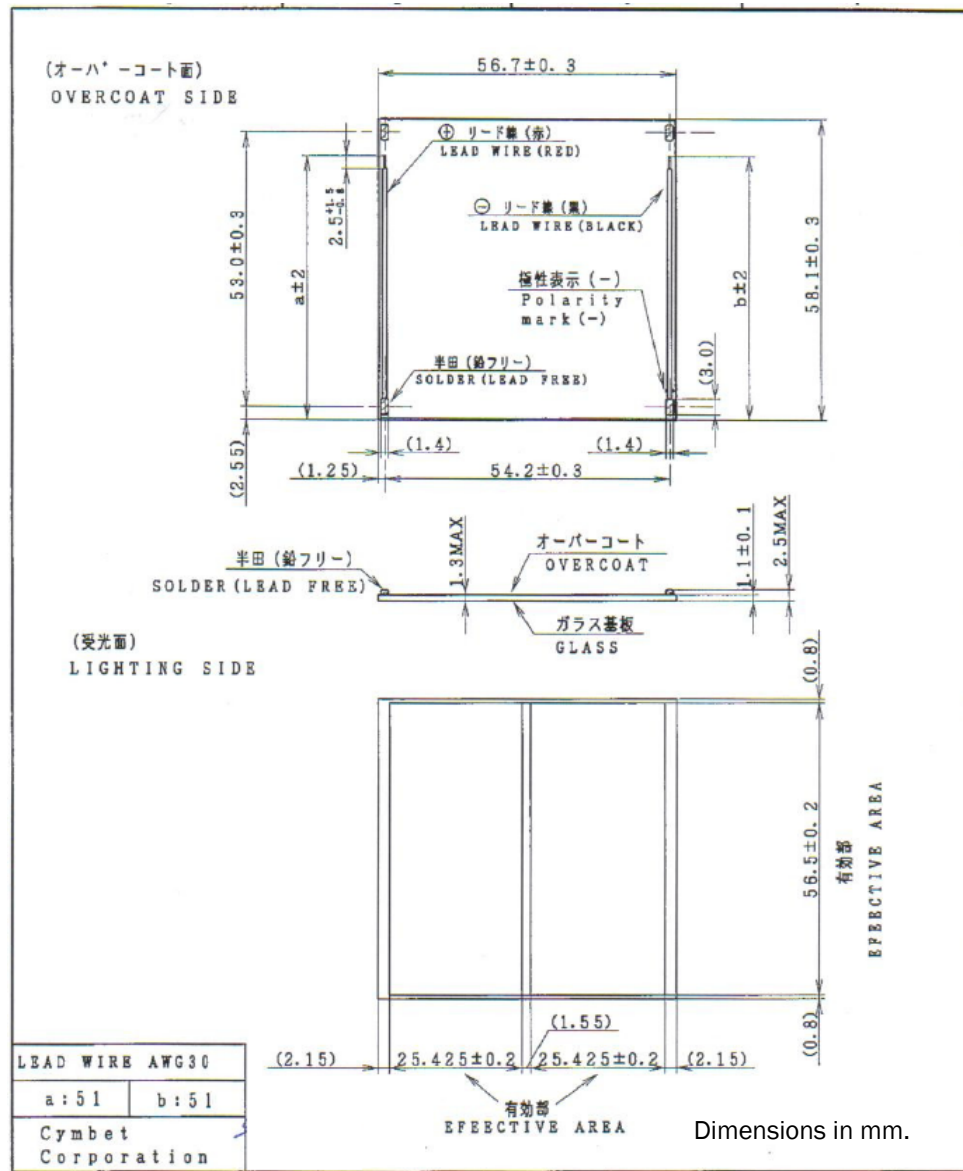 (オーバーコート面)
OVERCOAT SIDE
56.7±0.3
⊕ リード線(赤)
LEAD WIRE(RED)
2.5+1.5-0.8
⊖ リード線(黒)
LEAD WIRE(BLACK)
53.0±0.3
a±2
b±2
58.1±0.3
極性表示(−)
Polarity
mark(−)
半田(鉛フリー)
SOLDER(LEAD FREE)
(3.0)
(2.55)
(1.4)
(1.4)
(1.25)
54.2±0.3
1.3MAX
1.1±0.1
2.5MAX
半田(鉛フリー)
SOLDER(LEAD FREE)
オーバーコート
OVERCOAT
ガラス基板
GLASS
(受光面)
LIGHTING SIDE
(0.8)
56.5±0.2
有効部
EFEECTIVE AREA
(0.8)
(1.55)
(2.15)
25.425±0.2
25.425±0.2
(2.15)
有効部
EFEECTIVE AREA
LEAD WIRE AWG30
a:51
b:51
Cymbet
Corporation
Dimensions in mm.